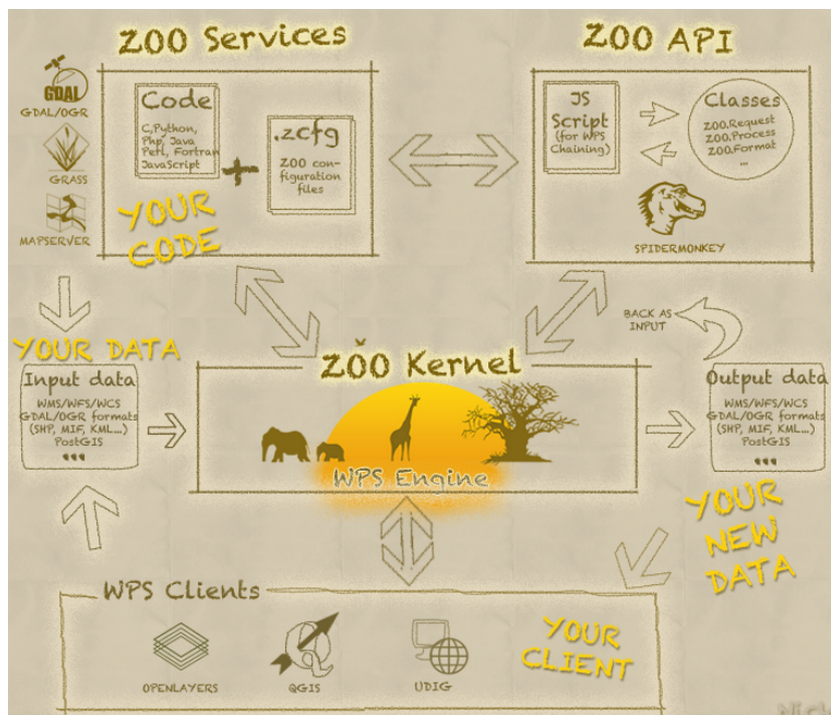 ZOO Services
ZOO API
GDAL
GDAL/OGR
GRASS
MAPSERVER
Code
C,Python,
Php, Java
Perl, Fortran
JavaScript
+
.zcfg
ZOO con-
figuration
files
YOUR
CODE
JS
Script
(for WPS
Chaining)
Classes
ZOO.Request
ZOO.Process
ZOO.Format
...
SPIDERMONKEY
BACK AS
INPUT
YOUR DATA
Input data
WMS/WFS/WCS
GDAL/OGR formats
(SHP, MIF, KML...)
PostGIS
...
ZOǑ Kernel
WPS Engine
Output data
WMS/WFS/WCS
GDAL/OGR formats
(SHP, MIF, KML...)
PostGIS
...
YOUR
NEW
DATA
WPS Clients
OPENLAYERS
QGIS
UDIG
YOUR
CLIENT